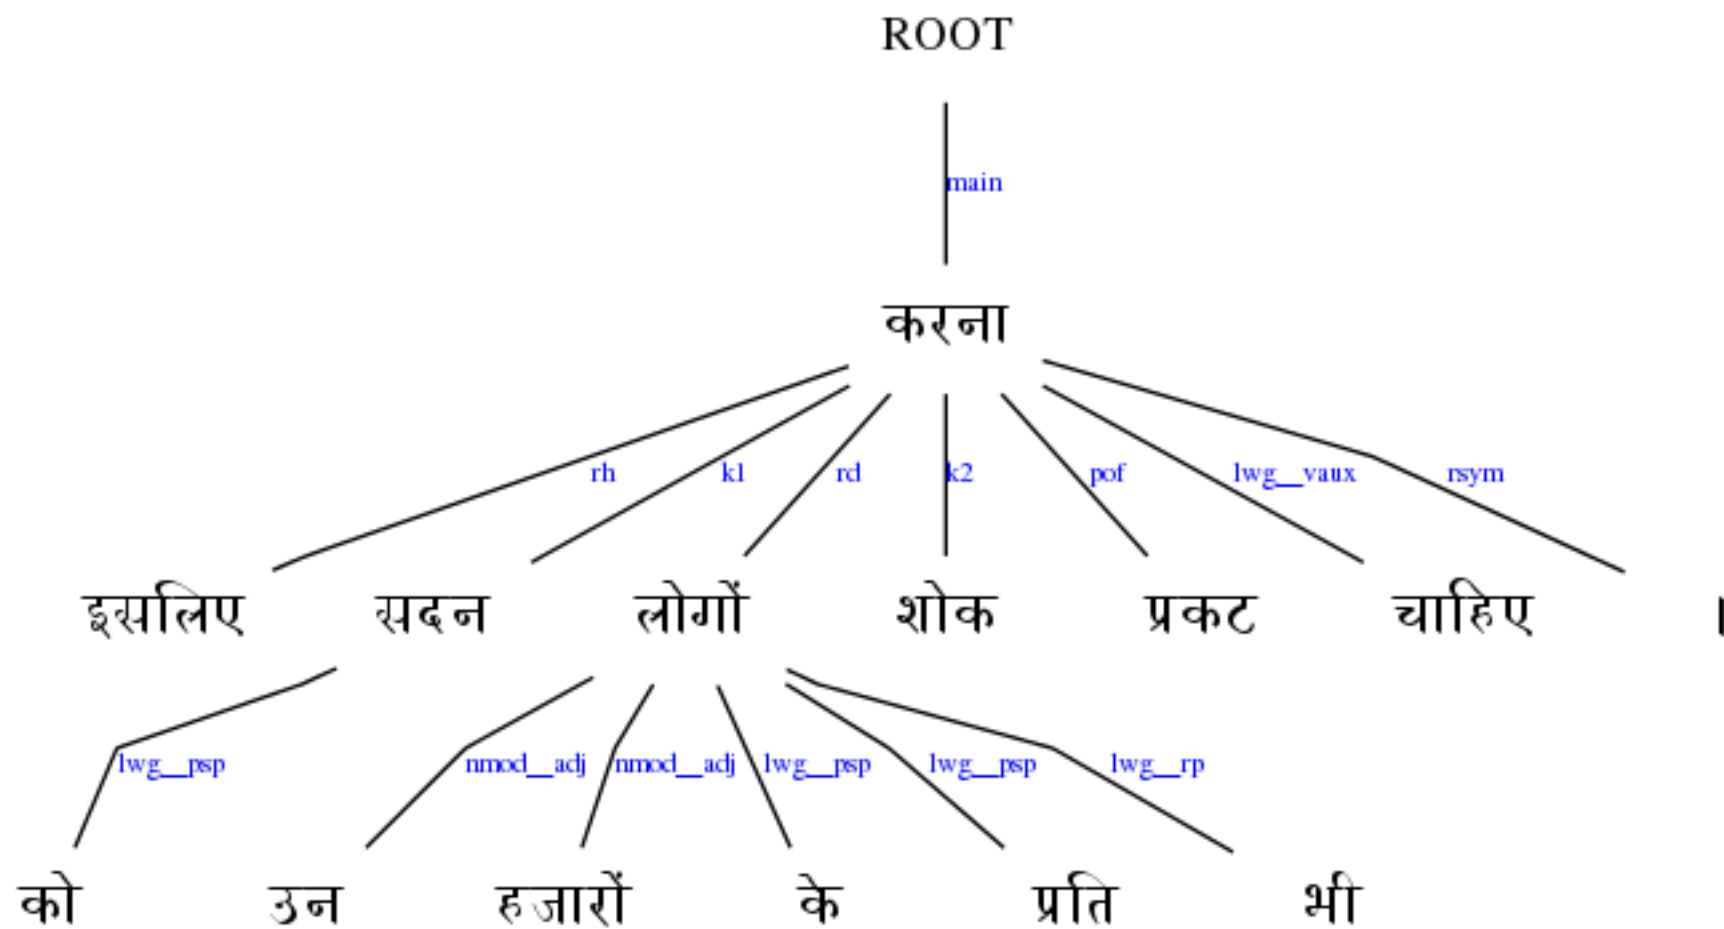 ROOT
main
करना
rh k1 rd k2 pof lwg__vaux rsym
इसलिए सदन लोगों शोक प्रकट चाहिए ।
lwg__psp nmod__adj nmod__adj lwg__psp lwg__psp lwg__rp
को उन हजारों के प्रति भी